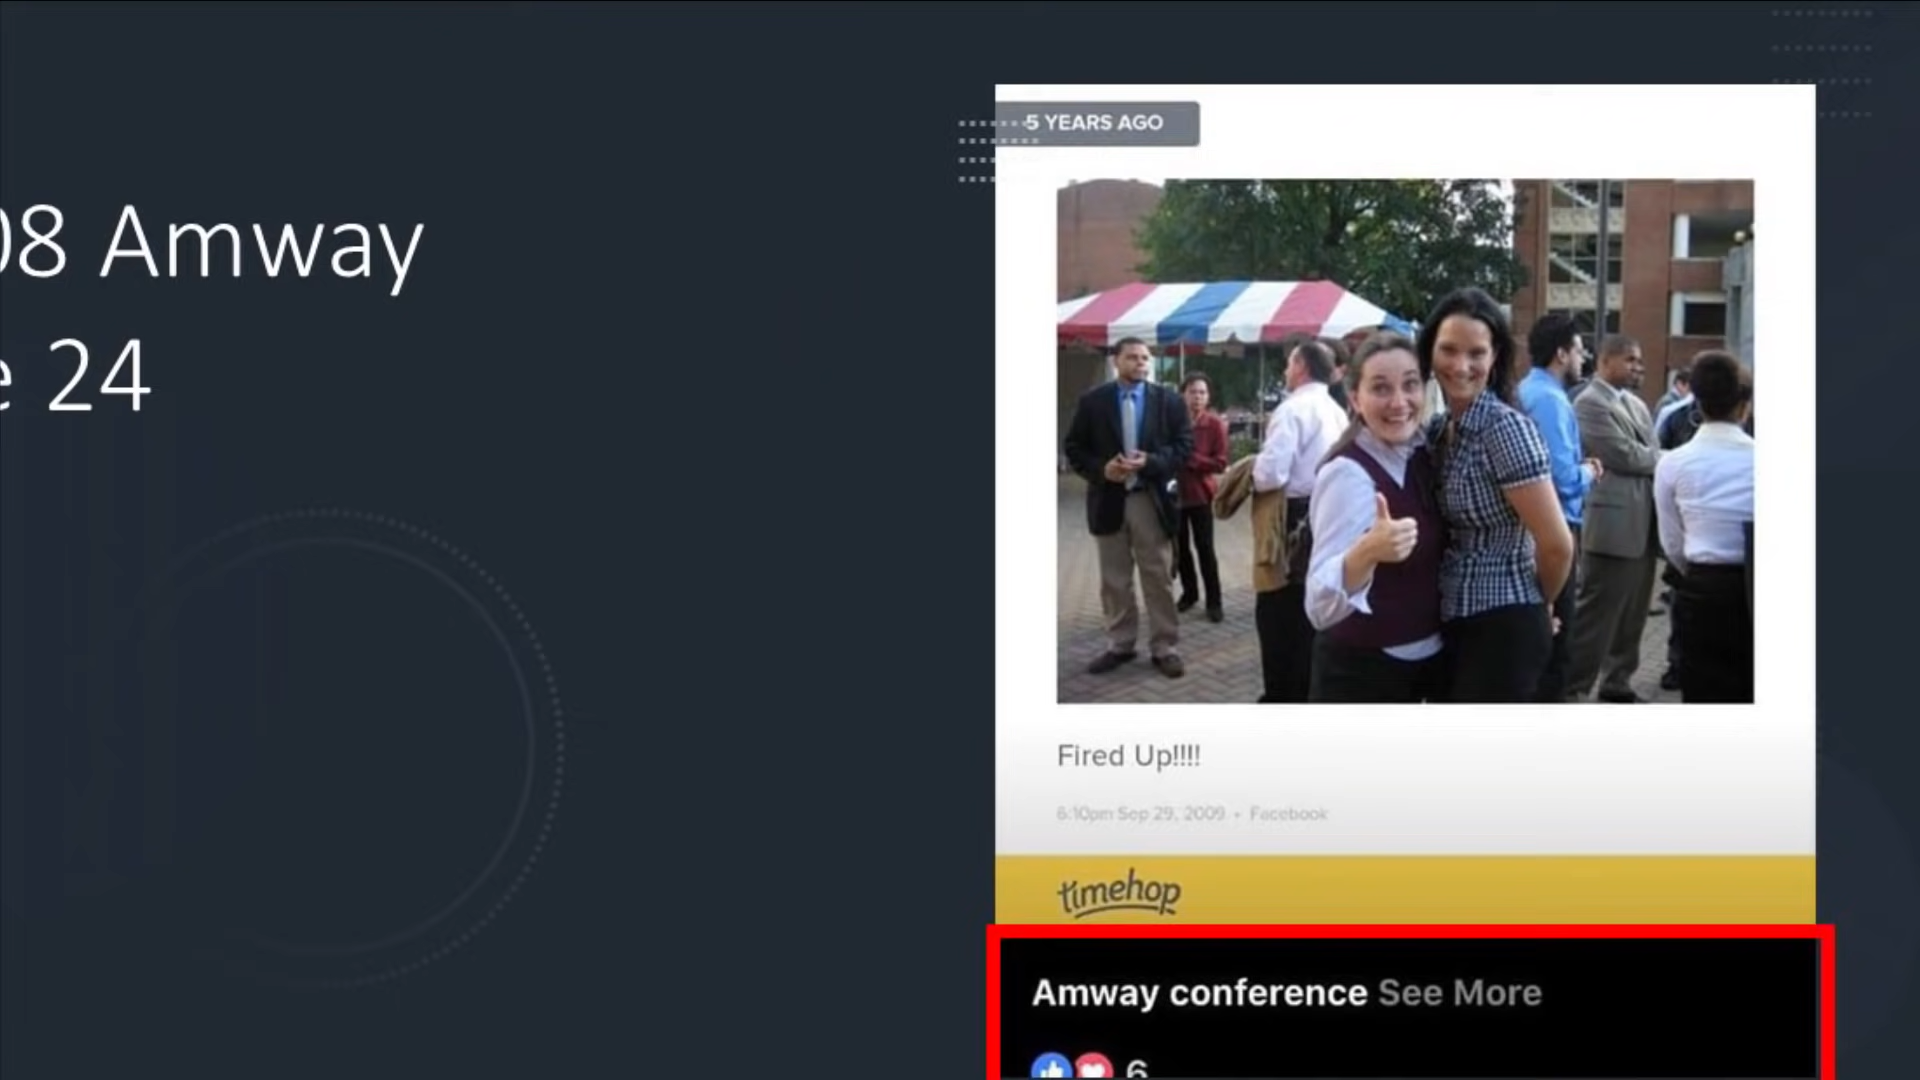 08 Amway
e 24
5 YEARS AGO
Fired Up!!!!
6:10pm Sep 29, 2009 • Facebook
timehop
Amway conference See More
6